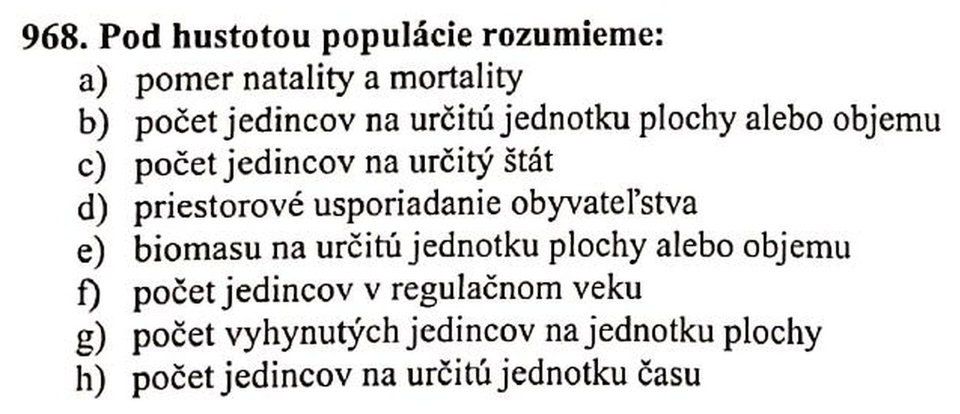 968. Pod hustotou populácie rozumieme:
a) pomer natality a mortality
b) počet jedincov na určitú jednotku plochy alebo objemu
c) počet jedincov na určitý štát
d) priestorové usporiadanie obyvateľstva
e) biomasu na určitú jednotku plochy alebo objemu
f) počet jedincov v regulačnom veku
g) počet vyhynutých jedincov na jednotku plochy
h) počet jedincov na určitú jednotku času